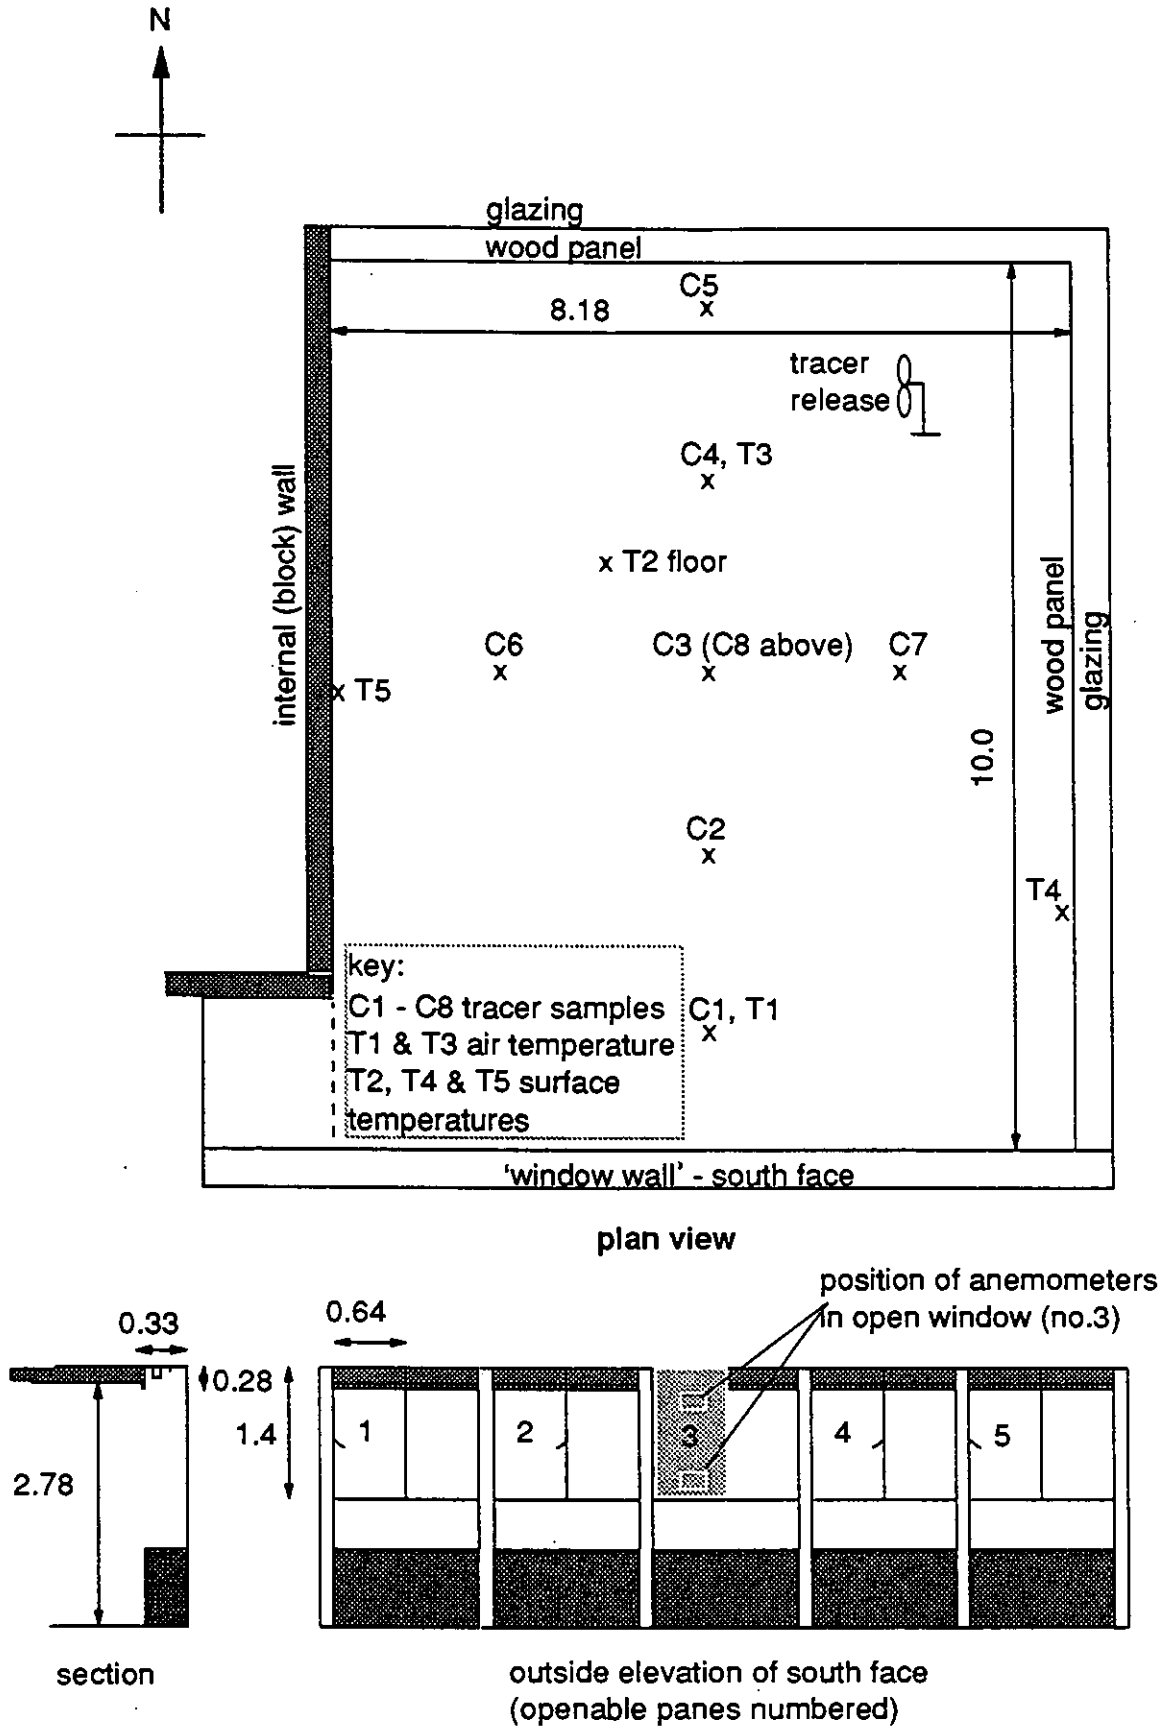 N
glazing
wood panel
C5
8.18
tracer
release
C4, T3
internal (block) wall
T2 floor
wood panel
glazing
C6
C3 (C8 above)
C7
T5
10.0
C2
T4
key:
C1 - C8 tracer samples
T1 & T3 air temperature
T2, T4 & T5 surface
temperatures
C1, T1
'window wall' - south face
plan view
position of anemometers
in open window (no.3)
0.33
0.64
0.28
1.4
2.78
1
2
3
4
5
section
outside elevation of south face
(openable panes numbered)